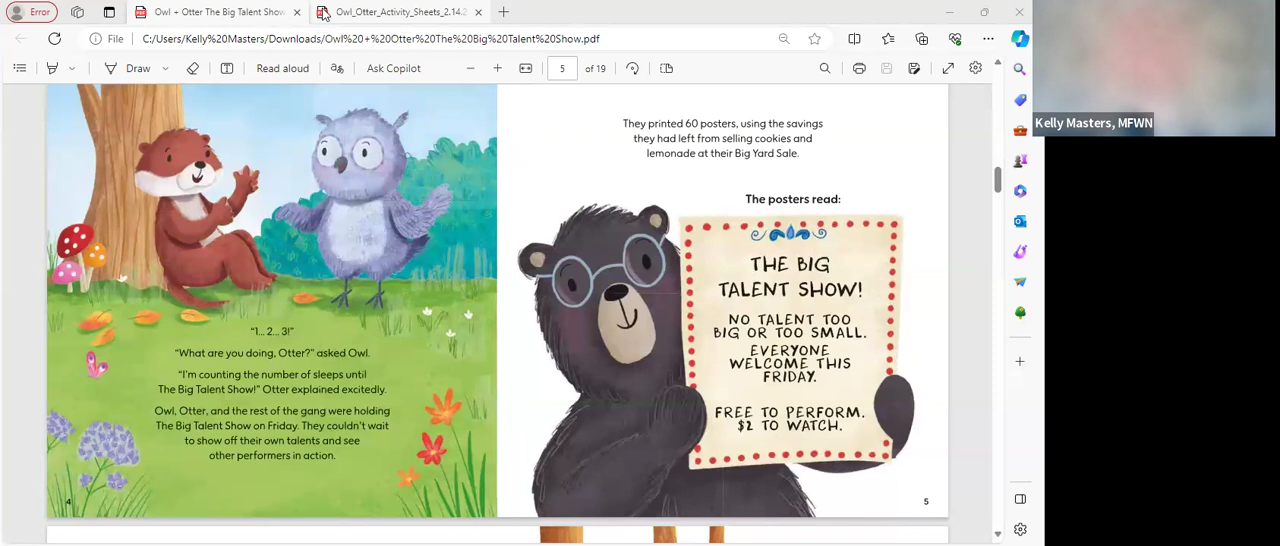 Error
Owl + Otter The Big Talent Show
Owl_Otter_Activity_Sheets_2.14.2
File
C:/Users/Kelly%20Masters/Downloads/Owl%20+%20Otter%20The%20Big%20Talent%20Show.pdf
Draw
Read aloud
Ask Copilot
5
of 19
Kelly Masters, MFWN
"1... 2... 3!"
"What are you doing, Otter?" asked Owl.
"I'm counting the number of sleeps until
The Big Talent Show!" Otter explained excitedly.
Owl, Otter, and the rest of the gang were holding
The Big Talent Show on Friday. They couldn't wait
to show off their own talents and see
other performers in action.
4
They printed 60 posters, using the savings
they had left from selling cookies and
lemonade at their Big Yard Sale.
The posters read:
THE BIG
TALENT SHOW!
NO TALENT TOO
BIG OR TOO SMALL.
EVERYONE
WELCOME THIS
FRIDAY.
FREE TO PERFORM.
$2 TO WATCH.
5